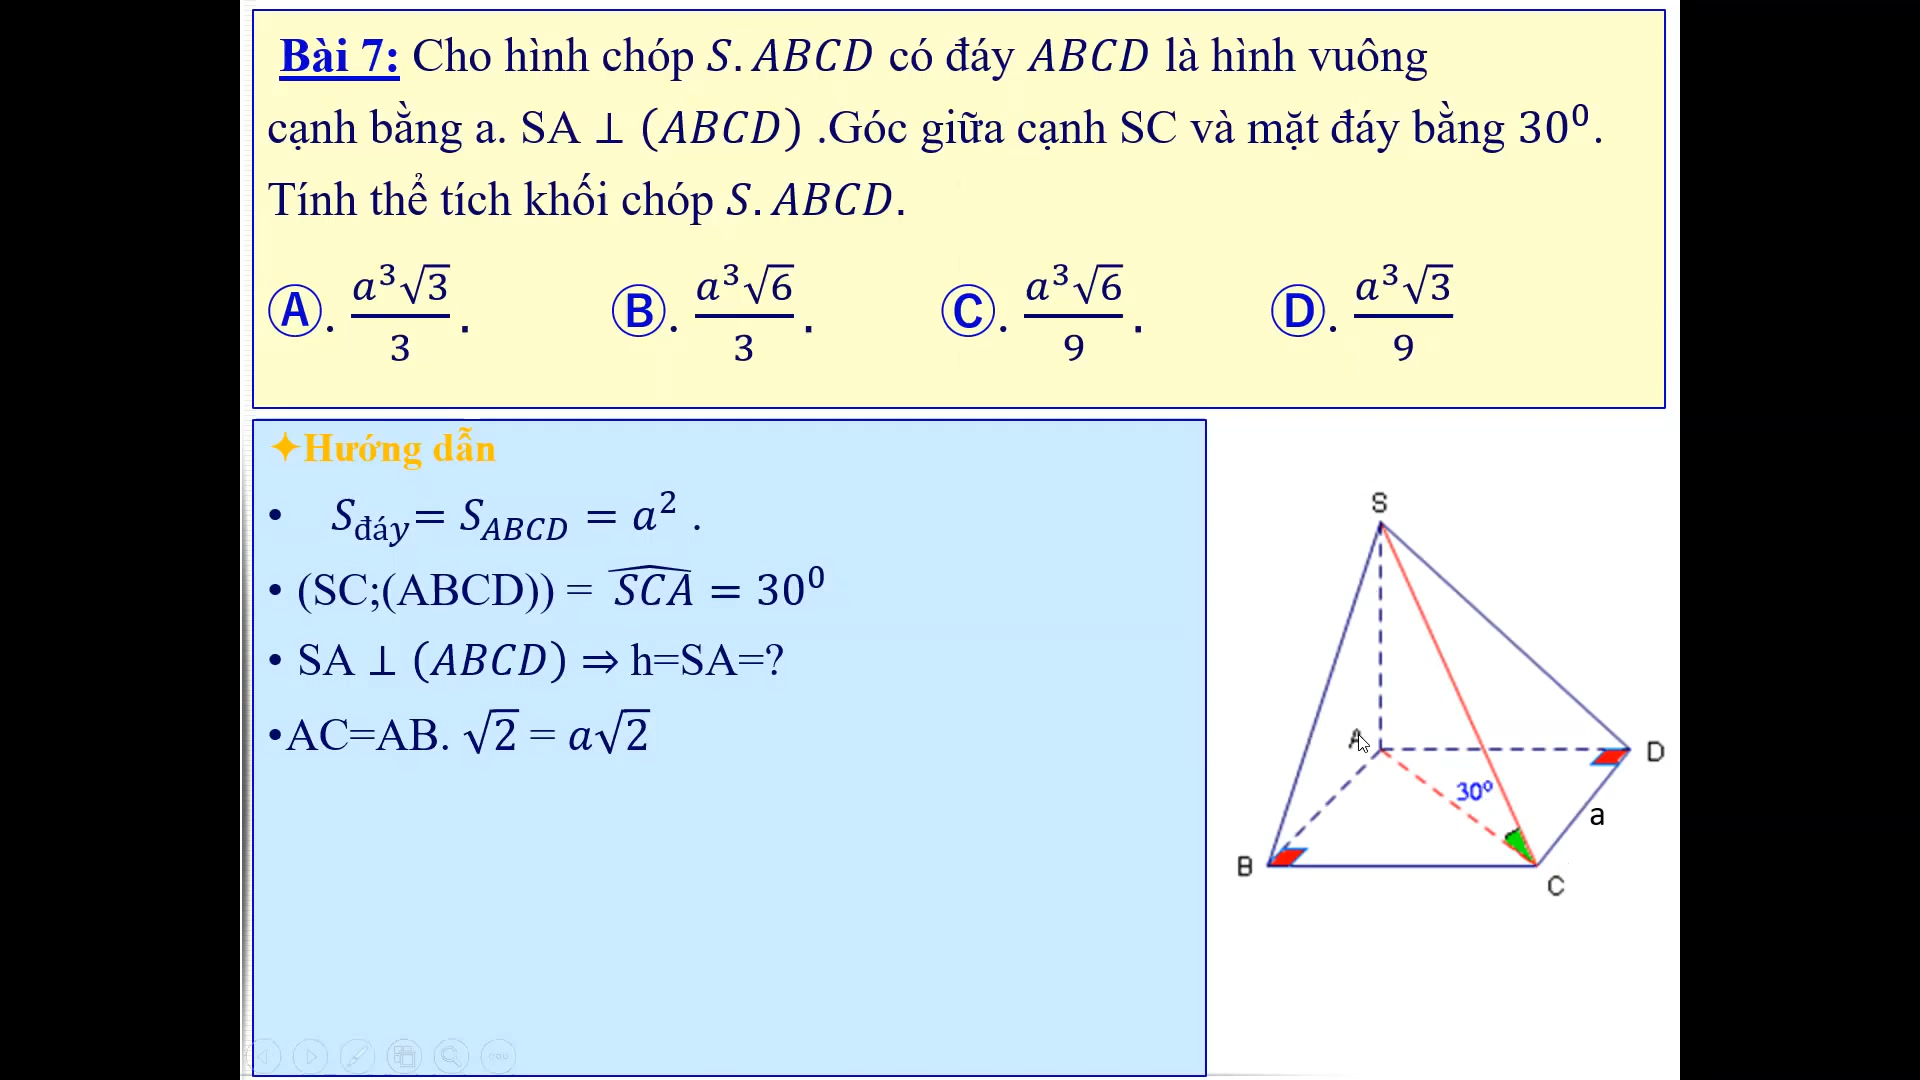 Bài 7: Cho hình chóp S.ABCD có đáy ABCD là hình vuông
cạnh bằng a. SA ⊥ (ABCD) .Góc giữa cạnh SC và mặt đáy bằng 30⁰.
Tính thể tích khối chóp S.ABCD.
Ⓐ. a³√3/3 . Ⓑ. a³√6/3 . Ⓒ. a³√6/9 . Ⓓ. a³√3/9
✦Hướng dẫn
• Sđáy = S_ABCD = a² .
• (SC;(ABCD)) = \widehat{SCA} = 30⁰
• SA ⊥ (ABCD) ⇒ h=SA=?
•AC=AB. √2 = a√2
S
A
D
30⁰
a
B
C